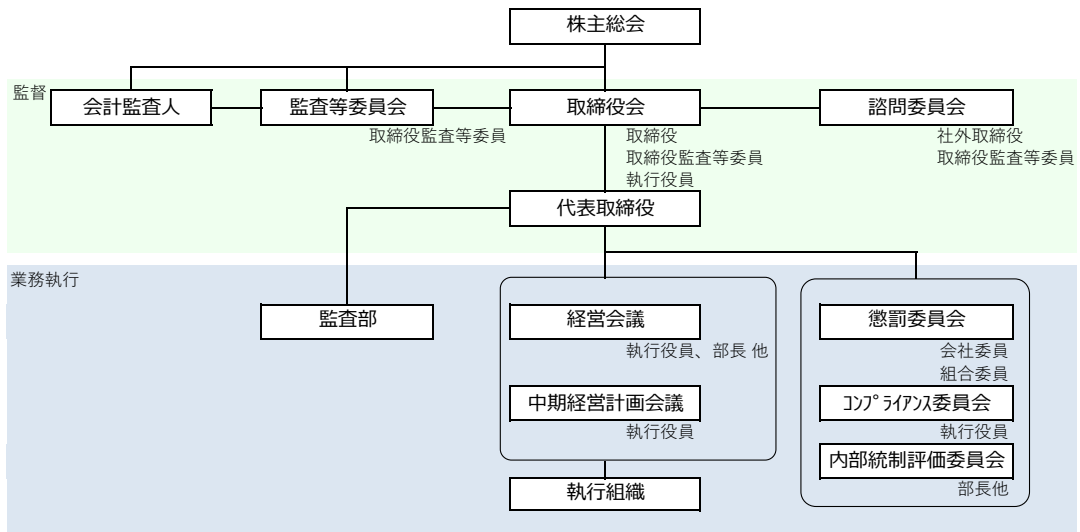 株主総会
監督
会計監査人
監査等委員会
取締役会
諮問委員会
取締役監査等委員
取締役
取締役監査等委員
執行役員
社外取締役
取締役監査等委員
代表取締役
業務執行
監査部
経営会議
懲罰委員会
執行役員、部長 他
会社委員
組合委員
中期経営計画会議
ｺﾝﾌﾟﾗｲｱﾝｽ委員会
執行役員
執行役員
内部統制評価委員会
部長他
執行組織